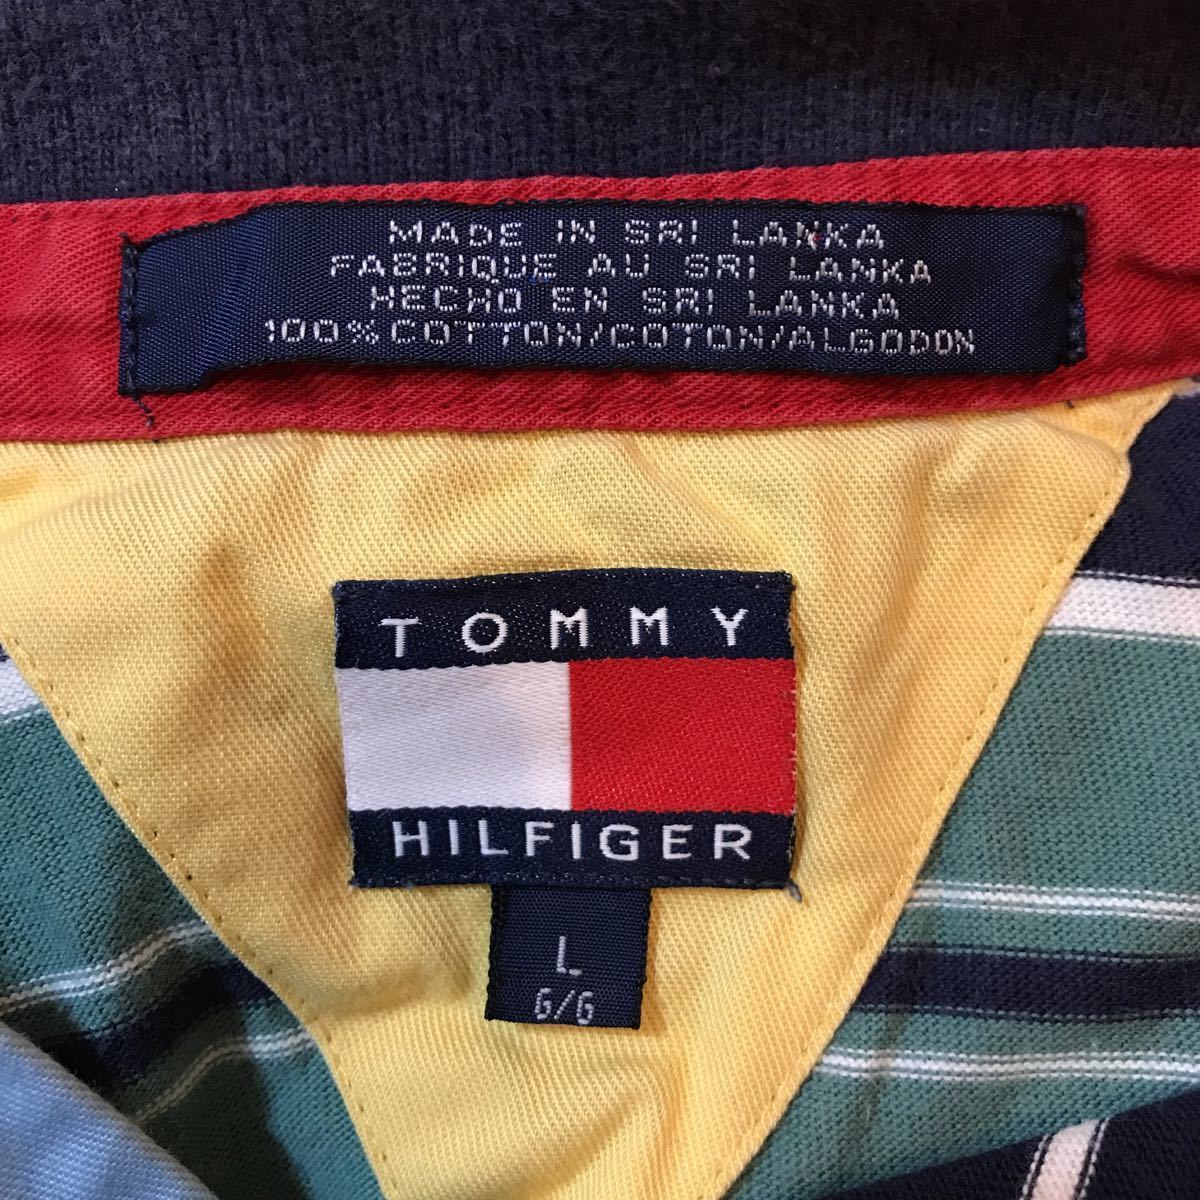 MADE IN SRI LANKA
FABRIQUE AU SRI LANKA
HECHO EN SRI LANKA
100% COTTON/COTON/ALGODON
TOMMY
HILFIGER
L
G/G